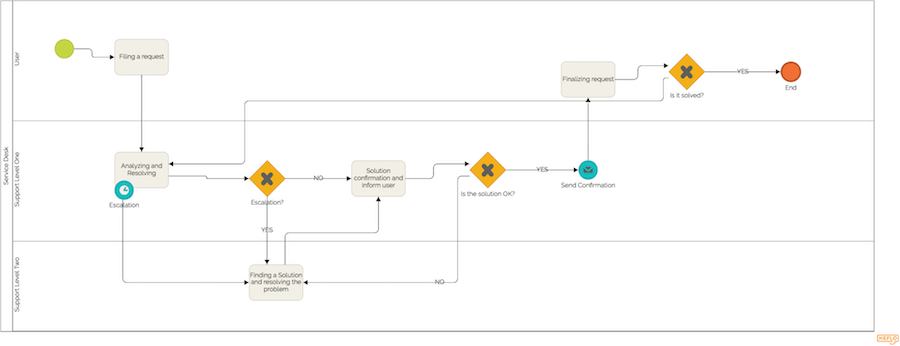 Service Desk
User
Filing a request
Finalizing request
Is it solved?
YES
End
Support Level One
Analyzing and
Resolving
Escalation
Escalation?
NO
YES
Solution
confirmation and
inform user
Is the solution OK?
YES
Send Confirmation
NO
Support Level Two
Finding a Solution
and resolving the
problem
HEFLO